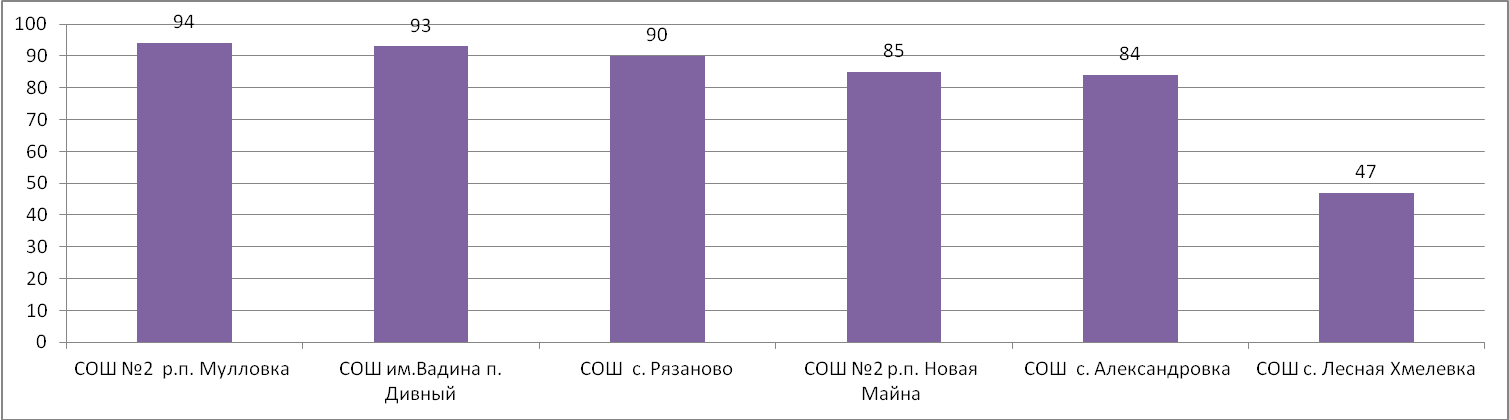 100
90
80
70
60
50
40
30
20
10
0
94
93
90
85
84
47
СОШ №2 р.п. Мулловка
СОШ им.Вадина п.
Дивный
СОШ с. Рязаново
СОШ №2 р.п. Новая
Майна
СОШ с. Александровка
СОШ с. Лесная Хмелевка